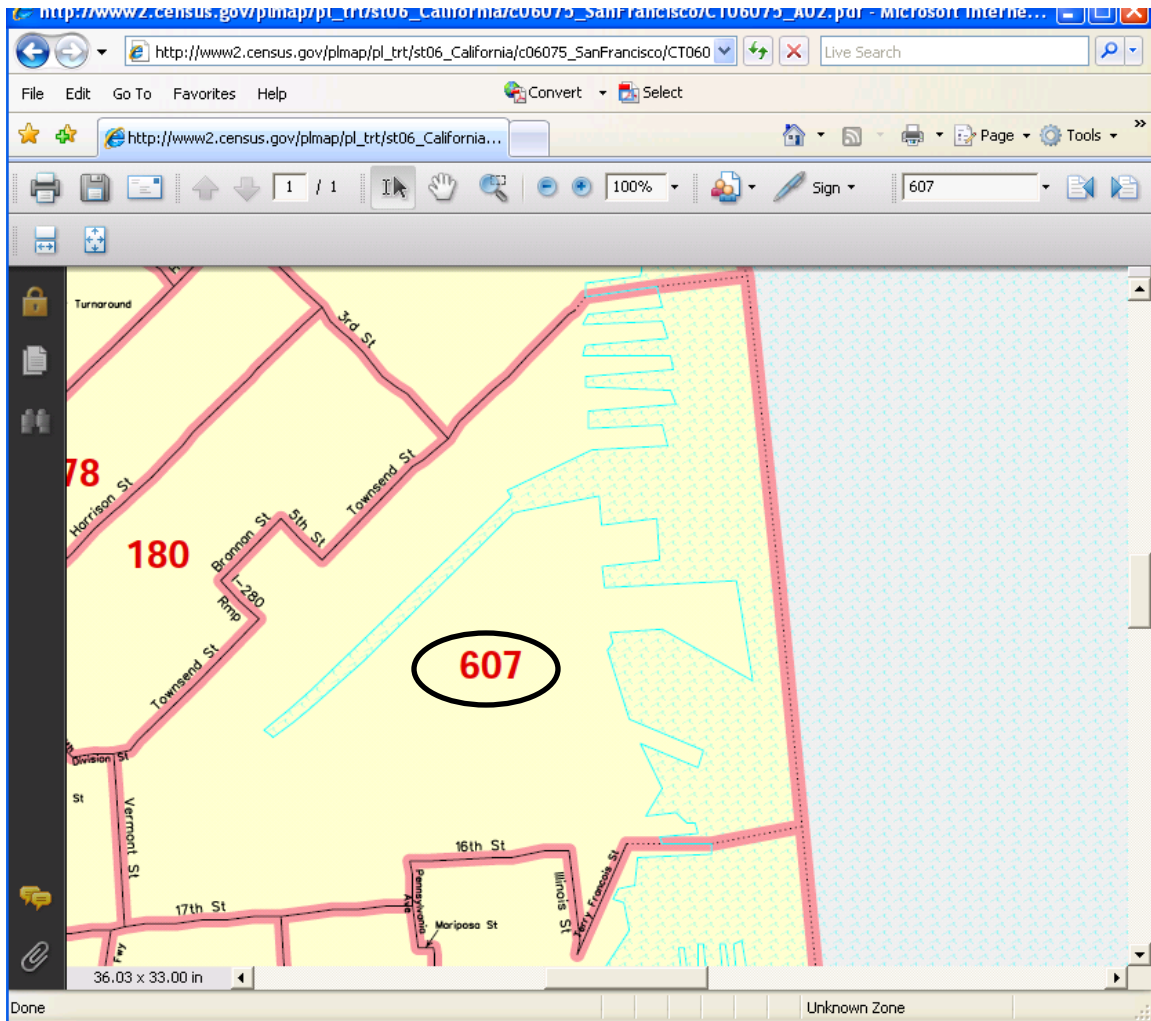 http://www2.census.gov/plmap/pl_trt/st06_California/c06075_SanFrancisco/CT06075_A02.pdf - Microsoft Interne...
http://www2.census.gov/plmap/pl_trt/st06_California/c06075_SanFrancisco/CT060
Live Search
File Edit Go To Favorites Help
Convert Select
http://www2.census.gov/plmap/pl_trt/st06_California...
Page Tools
1 / 1 100% Sign 607
Turnaround
3rd St
78
Harrison St
Townsend St
180
Brannan St
5th St
I-280
Rmp
607
Townsend St
Division St
St
Vermont St
16th St
Pennsylvania Ave
Illinois St
Terry Francois St
17th St
Mariposa St
Fwy
36.03 x 33.00 in
Done
Unknown Zone